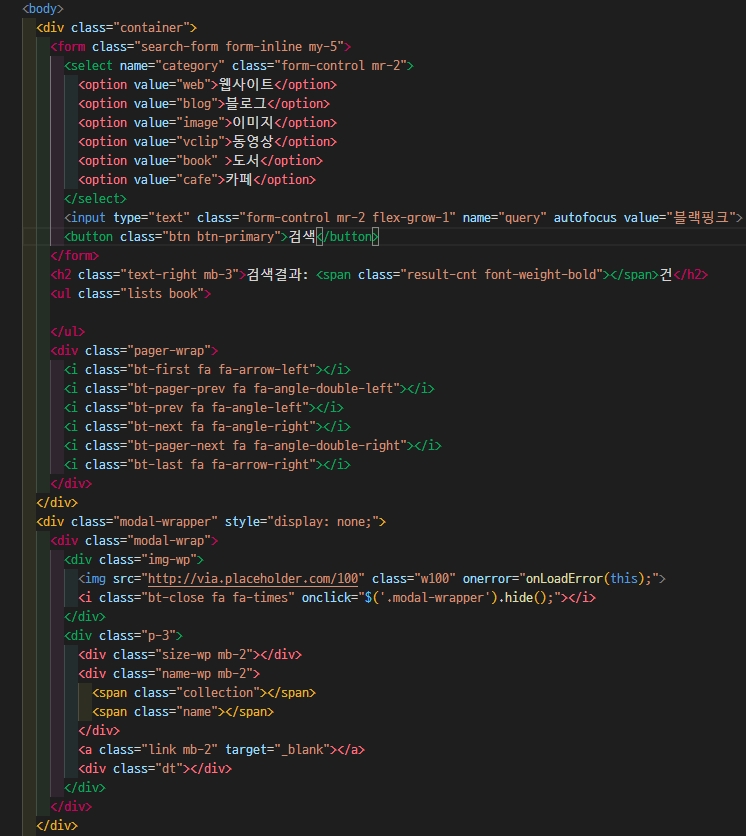 <body>
<div class="container">
<form class="search-form form-inline my-5">
<select name="category" class="form-control mr-2">
<option value="web">웹사이트</option>
<option value="blog">블로그</option>
<option value="image">이미지</option>
<option value="vclip">동영상</option>
<option value="book" >도서</option>
<option value="cafe">카페</option>
</select>
<input type="text" class="form-control mr-2 flex-grow-1" name="query" autofocus value="블랙핑크">
<button class="btn btn-primary">검색</button>
</form>
<h2 class="text-right mb-3">검색결과: <span class="result-cnt font-weight-bold"></span>건</h2>
<ul class="lists book">
</ul>
<div class="pager-wrap">
<i class="bt-first fa fa-arrow-left"></i>
<i class="bt-pager-prev fa fa-angle-double-left"></i>
<i class="bt-prev fa fa-angle-left"></i>
<i class="bt-next fa fa-angle-right"></i>
<i class="bt-pager-next fa fa-angle-double-right"></i>
<i class="bt-last fa fa-arrow-right"></i>
</div>
</div>
<div class="modal-wrapper" style="display: none;">
<div class="modal-wrap">
<div class="img-wp">
<img src="http://via.placeholder.com/100" class="w100" onerror="onLoadError(this);">
<i class="bt-close fa fa-times" onclick="$('.modal-wrapper').hide();"></i>
</div>
<div class="p-3">
<div class="size-wp mb-2"></div>
<div class="name-wp mb-2">
<span class="collection"></span>
<span class="name"></span>
</div>
<a class="link mb-2" target="_blank"></a>
<div class="dt"></div>
</div>
</div>
</div>